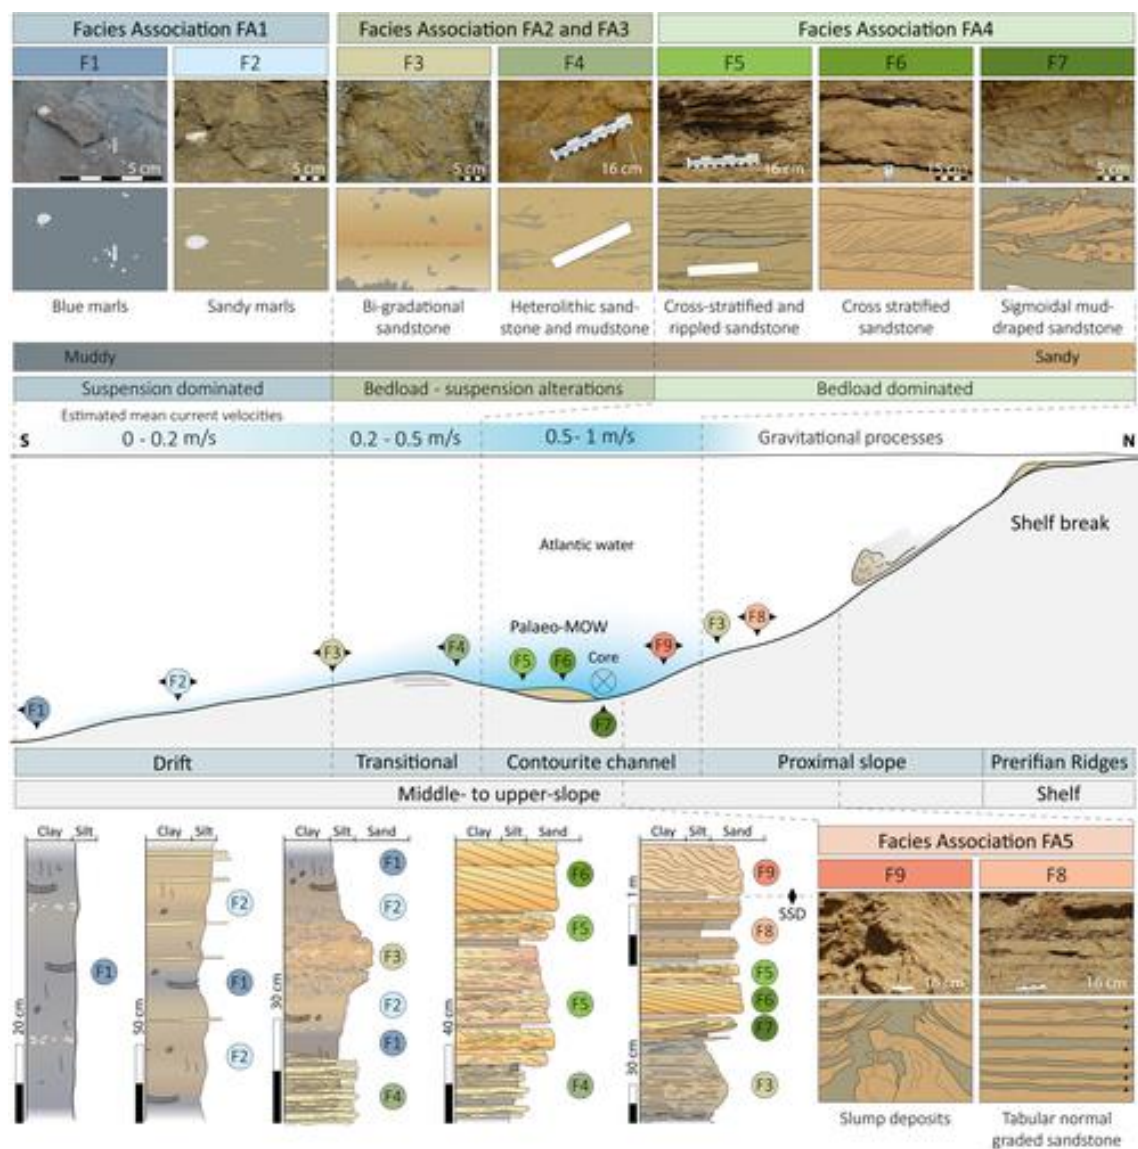 Facies Association FA1
Facies Association FA2 and FA3
Facies Association FA4
F1
F2
F3
F4
F5
F6
F7
5 cm
5 cm
5 cm
16 cm
16 cm
15 cm
5 cm
Blue marls
Sandy marls
Bi-gradational
sandstone
Heterolithic sand-
stone and mudstone
Cross-stratified and
rippled sandstone
Cross stratified
sandstone
Sigmoidal mud-
draped sandstone
Muddy
Sandy
Suspension dominated
Bedload - suspension alterations
Bedload dominated
Estimated mean current velocities
S
0 - 0.2 m/s
0.2 - 0.5 m/s
0.5- 1 m/s
Gravitational processes
N
Shelf break
Atlantic water
Palaeo-MOW
Core
F1
F2
F3
F4
F5
F6
F7
F9
F3
F8
Drift
Transitional
Contourite channel
Proximal slope
Prerifian Ridges
Middle- to upper-slope
Shelf
Clay
Silt
20 cm
F1
Clay
Silt
50 cm
F2
F1
F2
Clay
Silt
Sand
30 cm
F1
F2
F3
F2
F1
F4
Clay
Silt
Sand
40 cm
F6
F5
F5
F4
Clay
Silt
Sand
1 m
30 cm
F9
SSD
F8
F5
F6
F7
F3
Facies Association FA5
F9
F8
16 cm
16 cm
Slump deposits
Tabular normal
graded sandstone